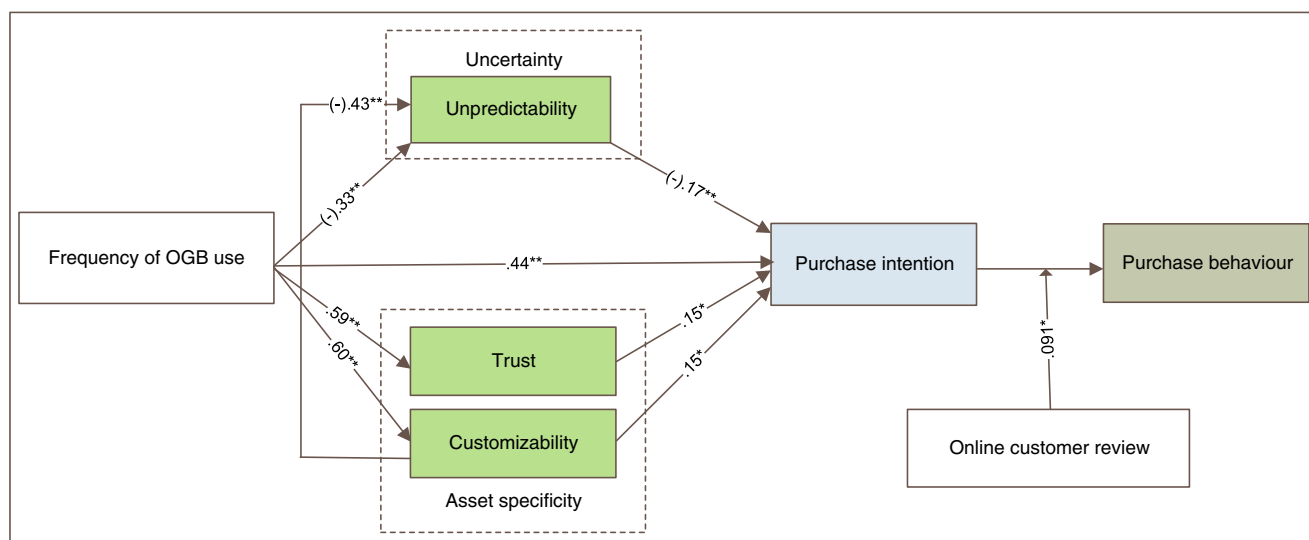 Uncertainty
(-).43**
Unpredictability
(-).33**
(-).17**
Frequency of OGB use
.44**
Purchase intention
Purchase behaviour
.59**
.60**
Trust
.15*
.15*
.091*
Customizability
Online customer review
Asset specificity